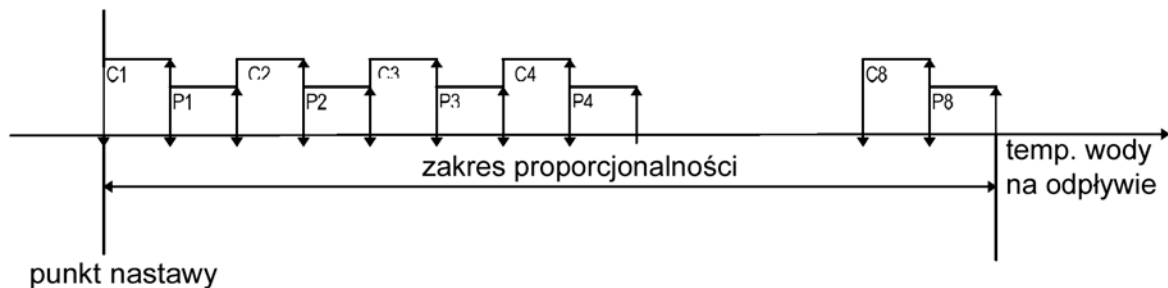 C1 C2 C3 C4 C8
P1 P2 P3 P4 P8
zakres proporcjonalności
temp. wody
na odpływie
punkt nastawy